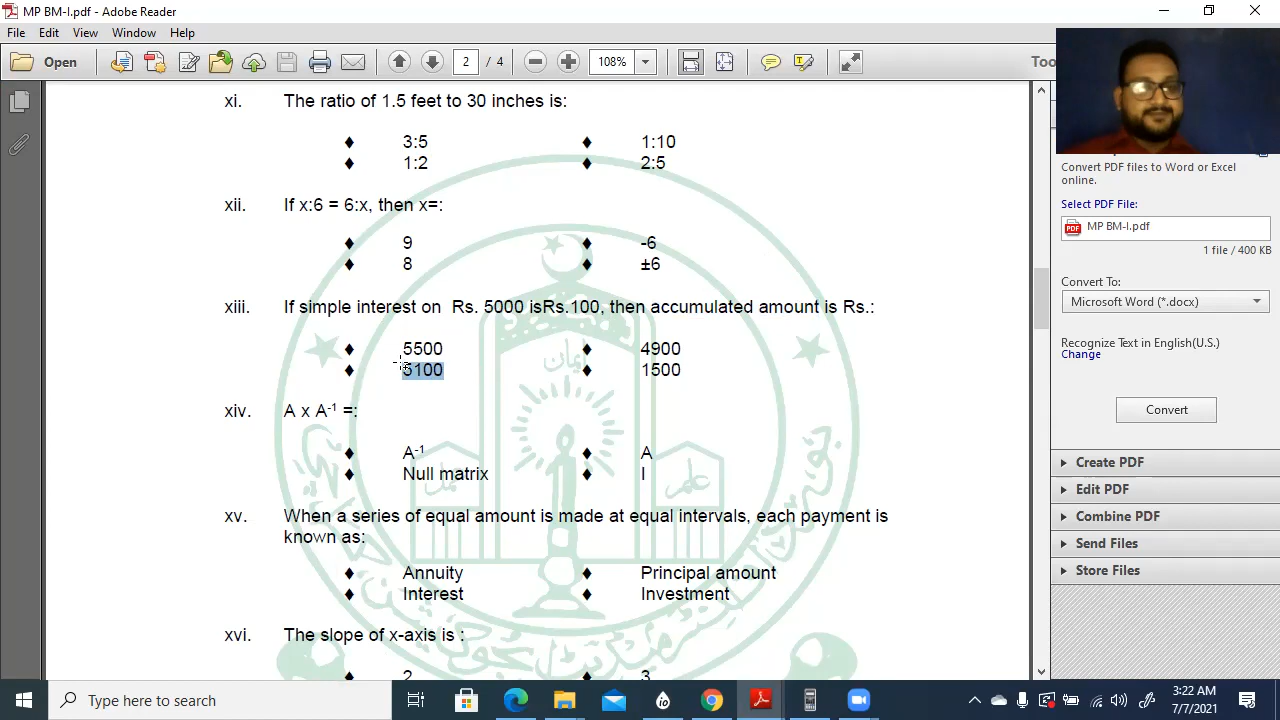 MP BM-I.pdf - Adobe Reader
File Edit View Window Help
Open 2 / 4 108% Too
xi. The ratio of 1.5 feet to 30 inches is:
♦ 3:5 ♦ 1:10
♦ 1:2 ♦ 2:5
xii. If x:6 = 6:x, then x=:
♦ 9 ♦ -6
♦ 8 ♦ ±6
xiii. If simple interest on Rs. 5000 isRs.100, then accumulated amount is Rs.:
♦ 5500 ♦ 4900
♦ 5100 ♦ 1500
xiv. A x A⁻¹ =:
♦ A⁻¹ ♦ A
♦ Null matrix ♦ I
xv. When a series of equal amount is made at equal intervals, each payment is
known as:
♦ Annuity ♦ Principal amount
♦ Interest ♦ Investment
xvi. The slope of x-axis is :
2 3
ایمان
علم
Convert PDF files to Word or Excel
online.
Select PDF File:
PDF MP BM-I.pdf
1 file / 400 KB
Convert To:
Microsoft Word (*.docx)
Recognize Text in English(U.S.)
Change
Convert
Create PDF
Edit PDF
Combine PDF
Send Files
Store Files
Type here to search
3:22 AM
7/7/2021